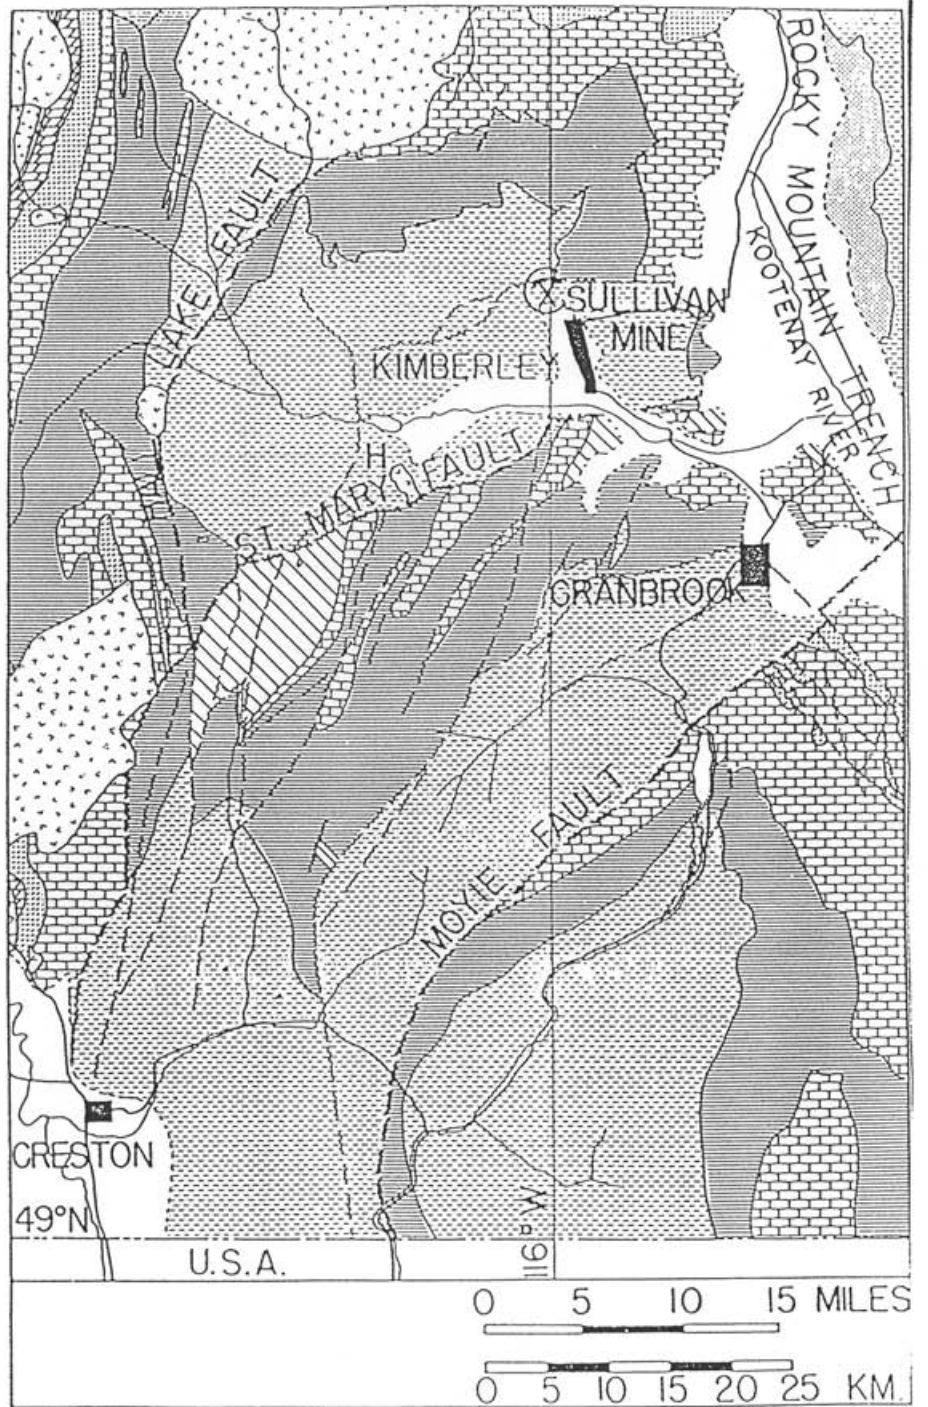 ROCKY MOUNTAIN TRENCH
KOOTENAY RIVER
LAKE FAULT
SULLIVAN
MINE
KIMBERLEY
H
ST. MARY FAULT
CRANBROOK
MOYIE FAULT
CRESTON
49°N
116° W
U.S.A.
0 5 10 15 MILES
0 5 10 15 20 25 KM.